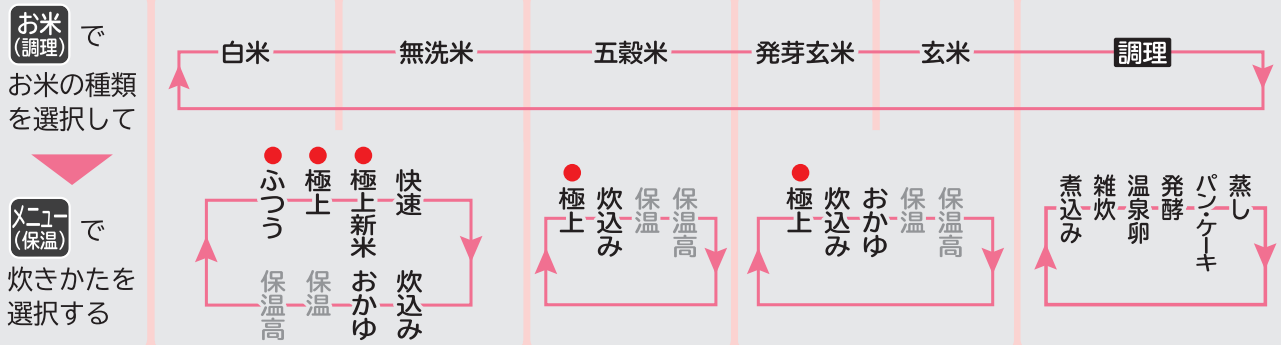 お米(調理)で
お米の種類
を選択して
白米
無洗米
五穀米
発芽玄米
玄米
調理
メニュー(保温)で
炊きかたを
選択する
ふつう
極上
極上新米
快速
炊込み
おかゆ
保温
保温高
極上
炊込み
保温
保温高
極上
炊込み
おかゆ
保温
保温高
煮込み
雑炊
温泉卵
発酵
パン・ケーキ
蒸し